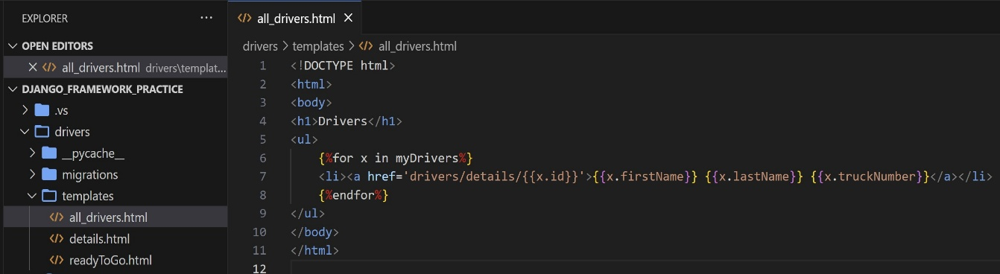 EXPLORER ...
OPEN EDITORS
all_drivers.html drivers\templat...
DJANGO_FRAMEWORK_PRACTICE
.vs
drivers
__pycache__
migrations
templates
all_drivers.html
details.html
readyToGo.html
all_drivers.html
drivers > templates > all_drivers.html
1 <!DOCTYPE html>
2 <html>
3 <body>
4 <h1>Drivers</h1>
5 <ul>
6 {%for x in myDrivers%}
7 <li><a href='drivers/details/{{x.id}}'>{{x.firstName}} {{x.lastName}} {{x.truckNumber}}</a></li>
8 {%endfor%}
9 </ul>
10 </body>
11 </html>
12